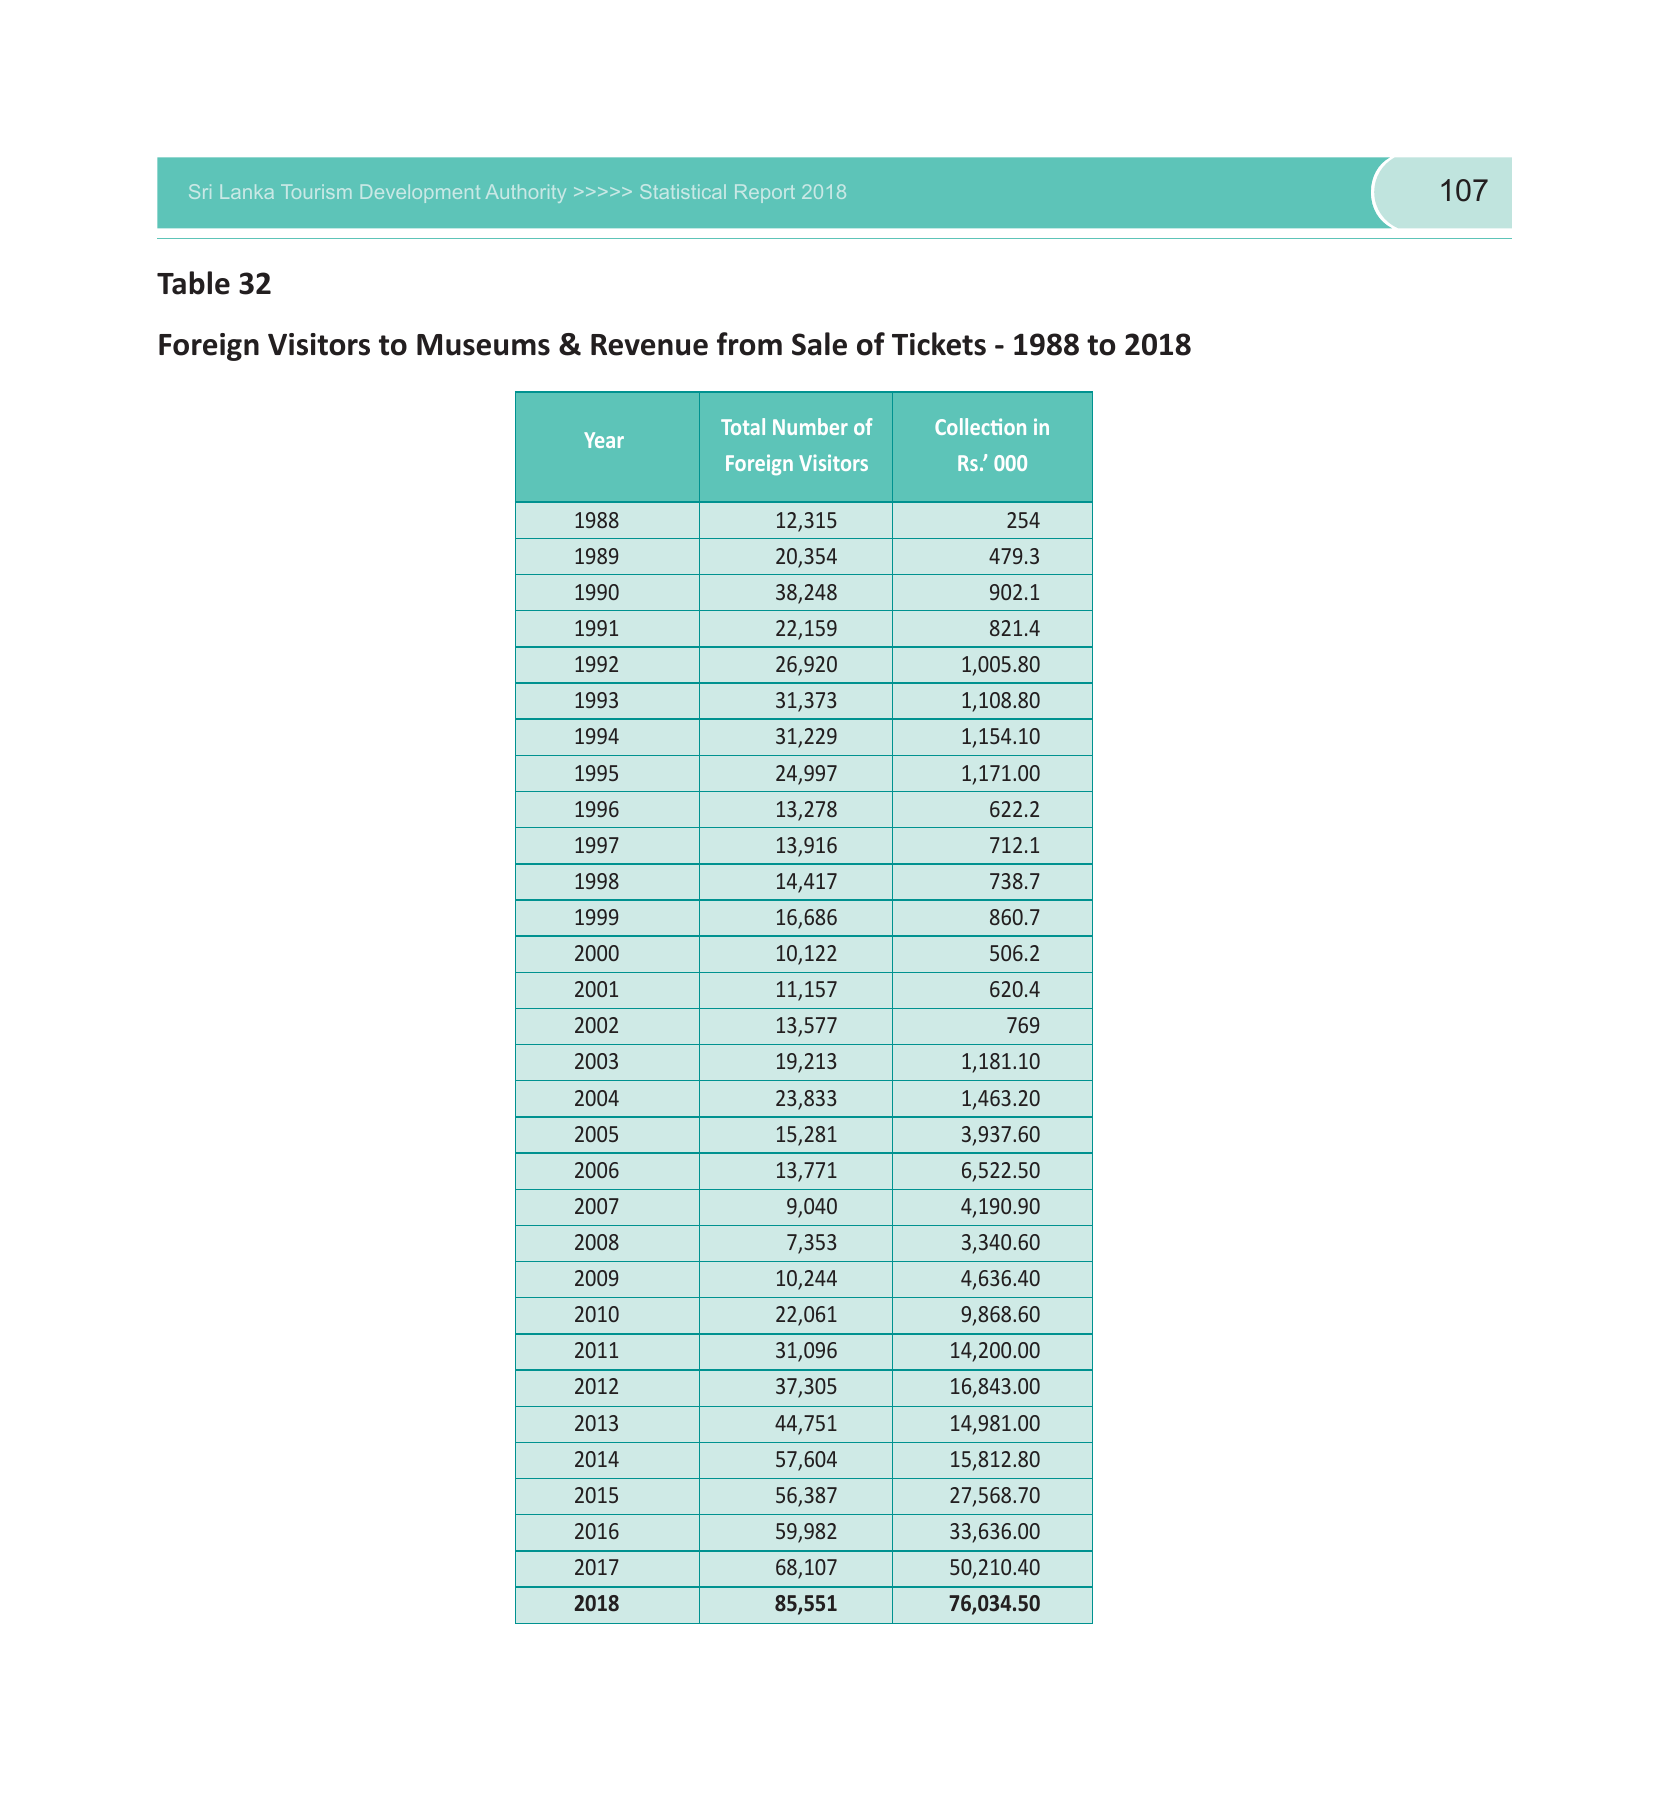 Sri Lanka Tourism Development Authority >>>>> Statistical Report 2018 107
Table 32
Foreign Visitors to Museums & Revenue from Sale of Tickets - 1988 to 2018
Year Total Number of Foreign Visitors Collection in Rs.’ 000
1988 12,315 254
1989 20,354 479.3
1990 38,248 902.1
1991 22,159 821.4
1992 26,920 1,005.80
1993 31,373 1,108.80
1994 31,229 1,154.10
1995 24,997 1,171.00
1996 13,278 622.2
1997 13,916 712.1
1998 14,417 738.7
1999 16,686 860.7
2000 10,122 506.2
2001 11,157 620.4
2002 13,577 769
2003 19,213 1,181.10
2004 23,833 1,463.20
2005 15,281 3,937.60
2006 13,771 6,522.50
2007 9,040 4,190.90
2008 7,353 3,340.60
2009 10,244 4,636.40
2010 22,061 9,868.60
2011 31,096 14,200.00
2012 37,305 16,843.00
2013 44,751 14,981.00
2014 57,604 15,812.80
2015 56,387 27,568.70
2016 59,982 33,636.00
2017 68,107 50,210.40
2018 85,551 76,034.50